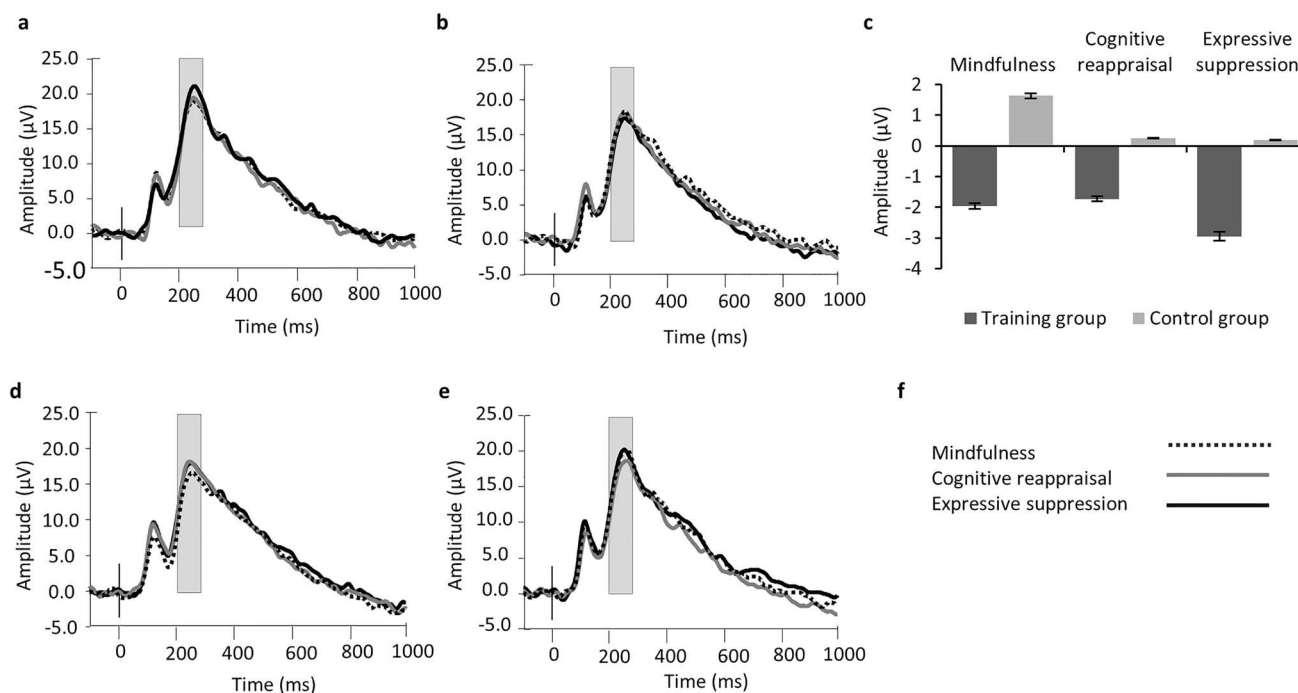 a
25.0
20.0
15.0
10.0
5.0
0.0
-5.0
Amplitude (µV)
0 200 400 600 800 1000
Time (ms)
b
25.0
20.0
15.0
10.0
5.0
0.0
-5.0
Amplitude (µV)
0 200 400 600 800 1000
Time (ms)
c
Mindfulness
Cognitive
reappraisal
Expressive
suppression
2
1
0
-1
-2
-3
-4
Amplitude (µV)
Training group Control group
d
25.0
20.0
15.0
10.0
5.0
0.0
-5.0
Amplitude (µV)
0 200 400 600 800 1000
Time (ms)
e
25.0
20.0
15.0
10.0
5.0
0.0
-5.0
Amplitude (µV)
0 200 400 600 800 1000
Time (ms)
f
Mindfulness
Cognitive reappraisal
Expressive suppression